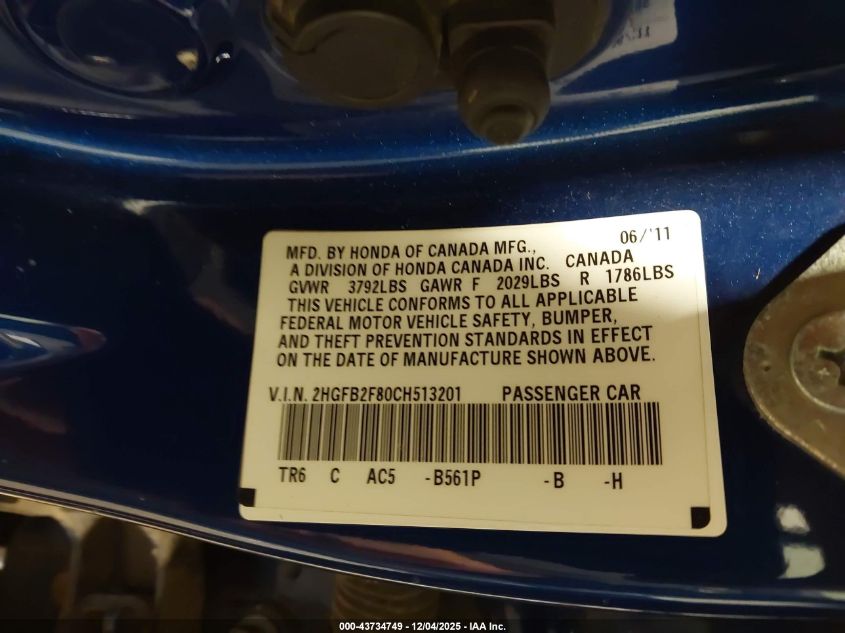 06/'11
MFD. BY HONDA OF CANADA MFG.,
A DIVISION OF HONDA CANADA INC. CANADA
GVWR 3792LBS GAWR F 2029LBS R 1786LBS
THIS VEHICLE CONFORMS TO ALL APPLICABLE
FEDERAL MOTOR VEHICLE SAFETY, BUMPER,
AND THEFT PREVENTION STANDARDS IN EFFECT
ON THE DATE OF MANUFACTURE SHOWN ABOVE.
V.I.N. 2HGFB2F80CH513201 PASSENGER CAR
TR6 C AC5 -B561P -B -H
000-43734749 - 12/04/2025 - IAA Inc.